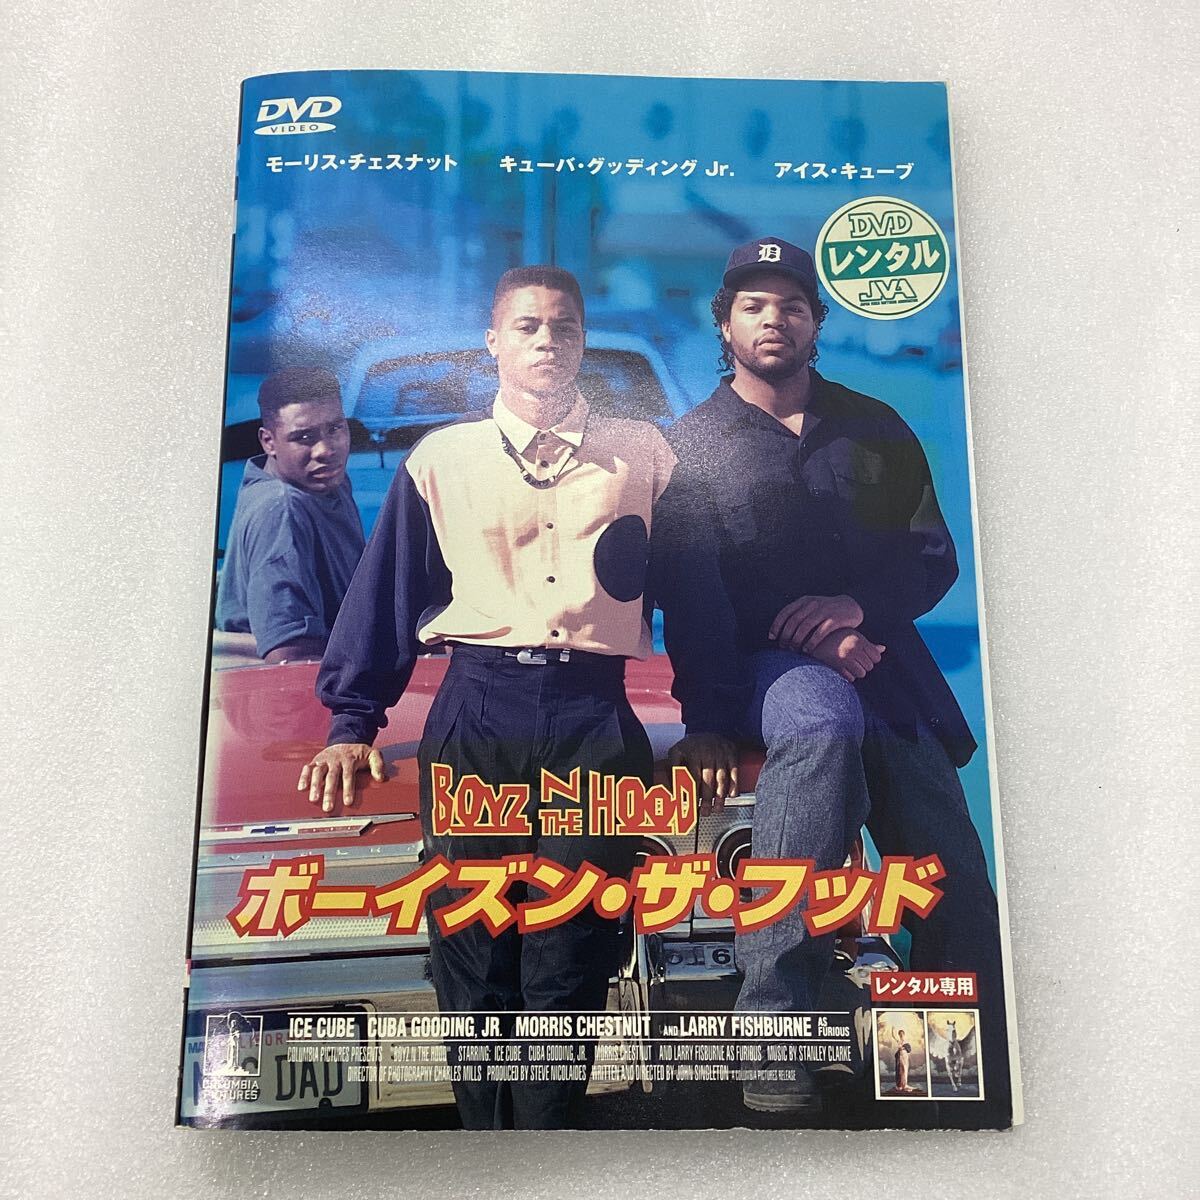 DVD
VIDEO
モーリス・チェスナット キューバ・グッディング Jr. アイス・キューブ
D
DVD
レンタル
JVA
JAPAN VIDEO SOFTWARE ASSOCIATION
BOYZ N THE HOOD
ボーイズン・ザ・フッド
レンタル専用
ICE CUBE CUBA GOODING, JR. MORRIS CHESTNUT AND LARRY FISHBURNE AS FURIOUS
COLUMBIA PICTURES PRESENTS "BOYZ N THE HOOD" STARRING: ICE CUBE CUBA GOODING, JR. MORRIS CHESTNUT AND LARRY FISHBURNE AS FURIOUS MUSIC BY STANLEY CLARKE
DIRECTOR OF PHOTOGRAPHY CHARLES MILLS PRODUCED BY STEVE NICOLAIDES WRITTEN AND DIRECTED BY JOHN SINGLETON A COLUMBIA PICTURES RELEASE
DAD
COLUMBIA
PICTURES